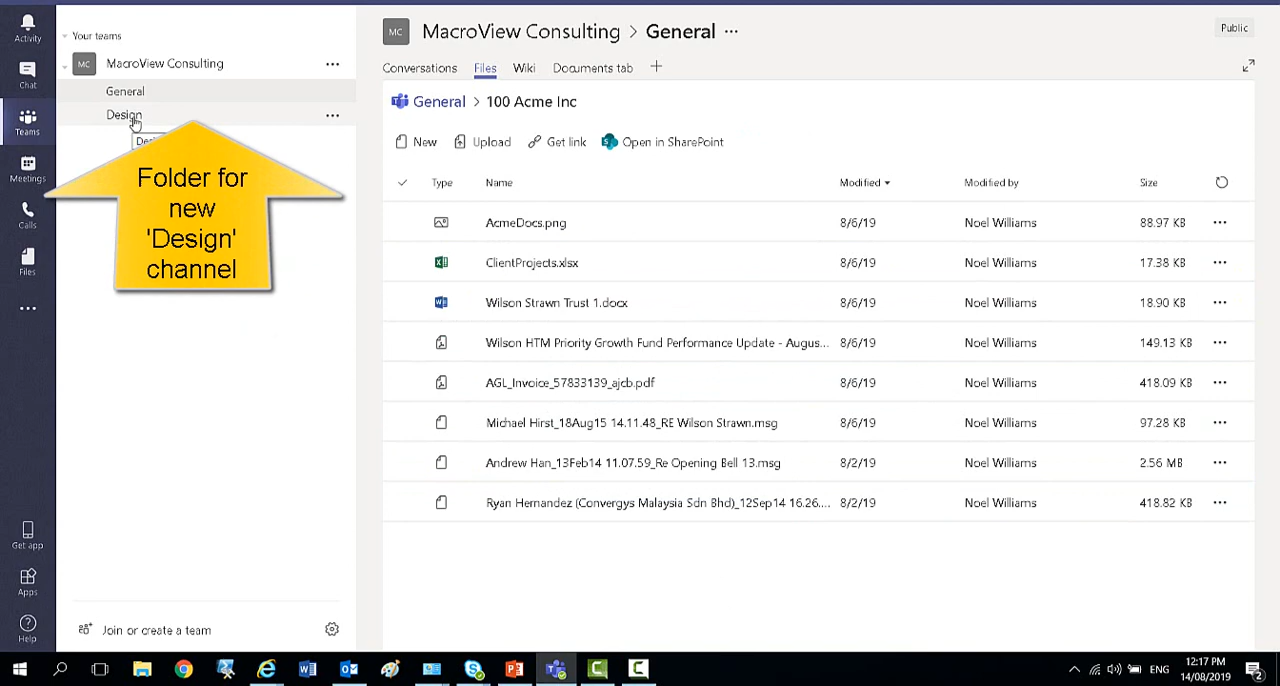 Activity
Chat
Teams
Meetings
Calls
Files
Get app
Apps
Help
Your teams
MC
MacroView Consulting
General
Design
Folder for
new
'Design'
channel
Join or create a team
MC
MacroView Consulting > General
Public
Conversations Files Wiki Documents tab
General > 100 Acme Inc
New Upload Get link Open in SharePoint
Type Name Modified Modified by Size
AcmeDocs.png 8/6/19 Noel Williams 88.97 KB
ClientProjects.xlsx 8/6/19 Noel Williams 17.38 KB
Wilson Strawn Trust 1.docx 8/6/19 Noel Williams 18.90 KB
Wilson HTM Priority Growth Fund Performance Update - Augus... 8/6/19 Noel Williams 149.13 KB
AGL_Invoice_57833139_ajcb.pdf 8/6/19 Noel Williams 418.09 KB
Michael Hirst_18Aug15 14.11.48_RE Wilson Strawn.msg 8/6/19 Noel Williams 97.28 KB
Andrew Han_13Feb14 11.07.59_Re Opening Bell 13.msg 8/2/19 Noel Williams 2.56 MB
Ryan Hernandez (Convergys Malaysia Sdn Bhd)_12Sep14 16.26.... 8/2/19 Noel Williams 418.82 KB
ENG
12:17 PM
14/08/2019
2